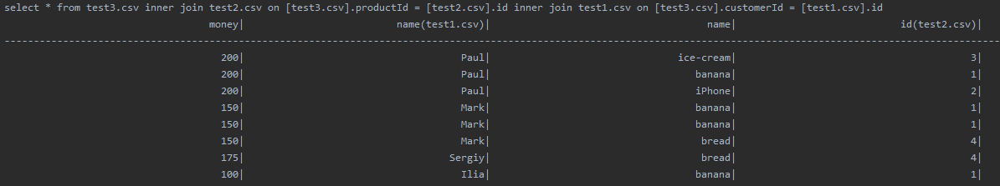 select * from test3.csv inner join test2.csv on [test3.csv].productId = [test2.csv].id inner join test1.csv on [test3.csv].customerId = [test1.csv].id
money| name(test1.csv)| name| id(test2.csv)|
------------------------------------------------------------------------------------------------------------------------------------------------------------------------
200| Paul| ice-cream| 3|
200| Paul| banana| 1|
200| Paul| iPhone| 2|
150| Mark| banana| 1|
150| Mark| banana| 1|
150| Mark| bread| 4|
175| Sergiy| bread| 4|
100| Ilia| banana| 1|